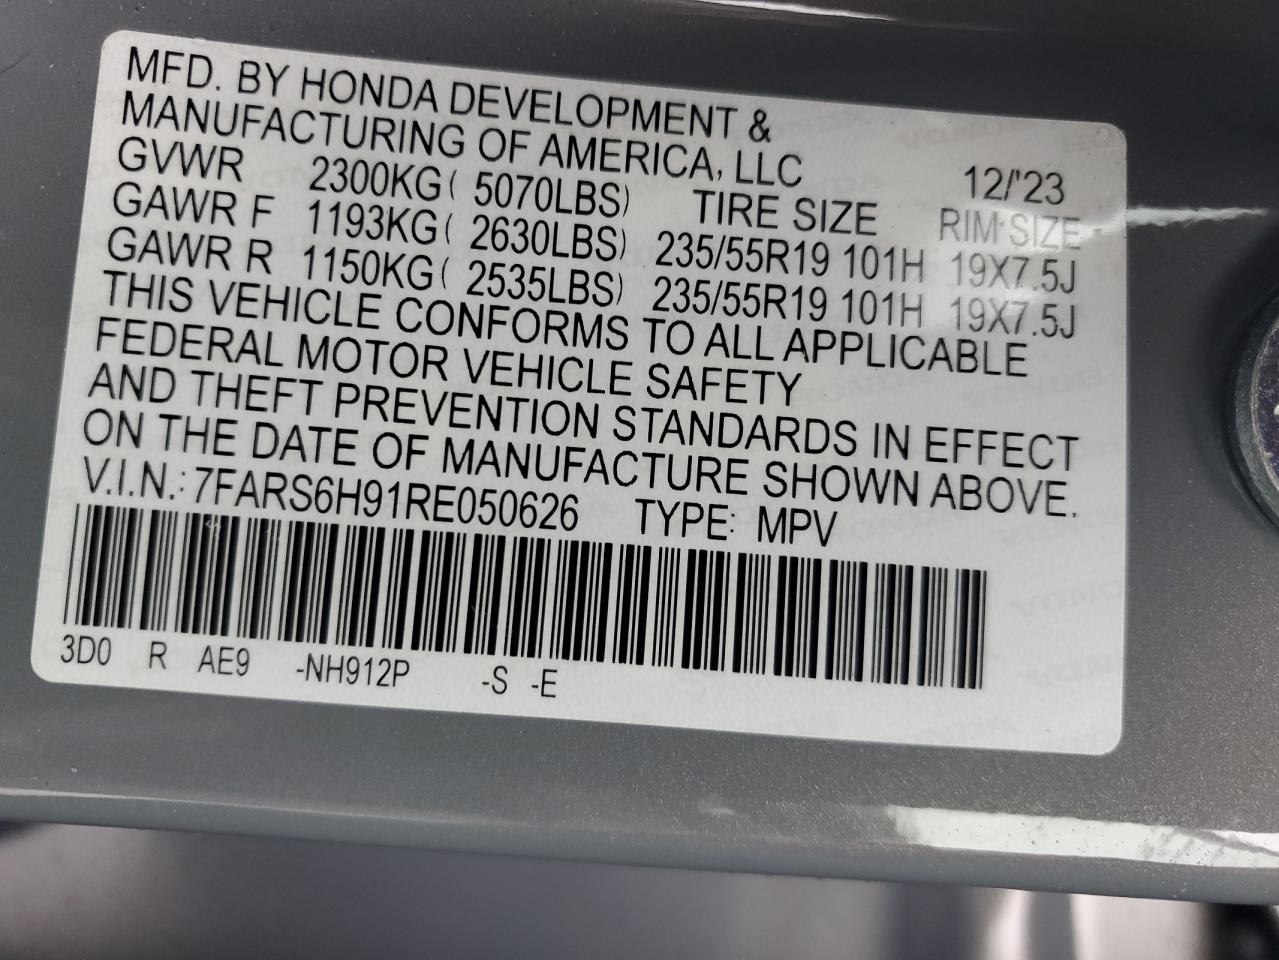 MFD. BY HONDA DEVELOPMENT &
MANUFACTURING OF AMERICA, LLC 12/'23
GVWR 2300KG( 5070LBS) TIRE SIZE RIM SIZE
GAWR F 1193KG( 2630LBS) 235/55R19 101H 19X7.5J
GAWR R 1150KG( 2535LBS) 235/55R19 101H 19X7.5J
THIS VEHICLE CONFORMS TO ALL APPLICABLE
FEDERAL MOTOR VEHICLE SAFETY
AND THEFT PREVENTION STANDARDS IN EFFECT
ON THE DATE OF MANUFACTURE SHOWN ABOVE.
V.I.N.: 7FARS6H91RE050626 TYPE: MPV
3D0 R AE9 -NH912P -S -E